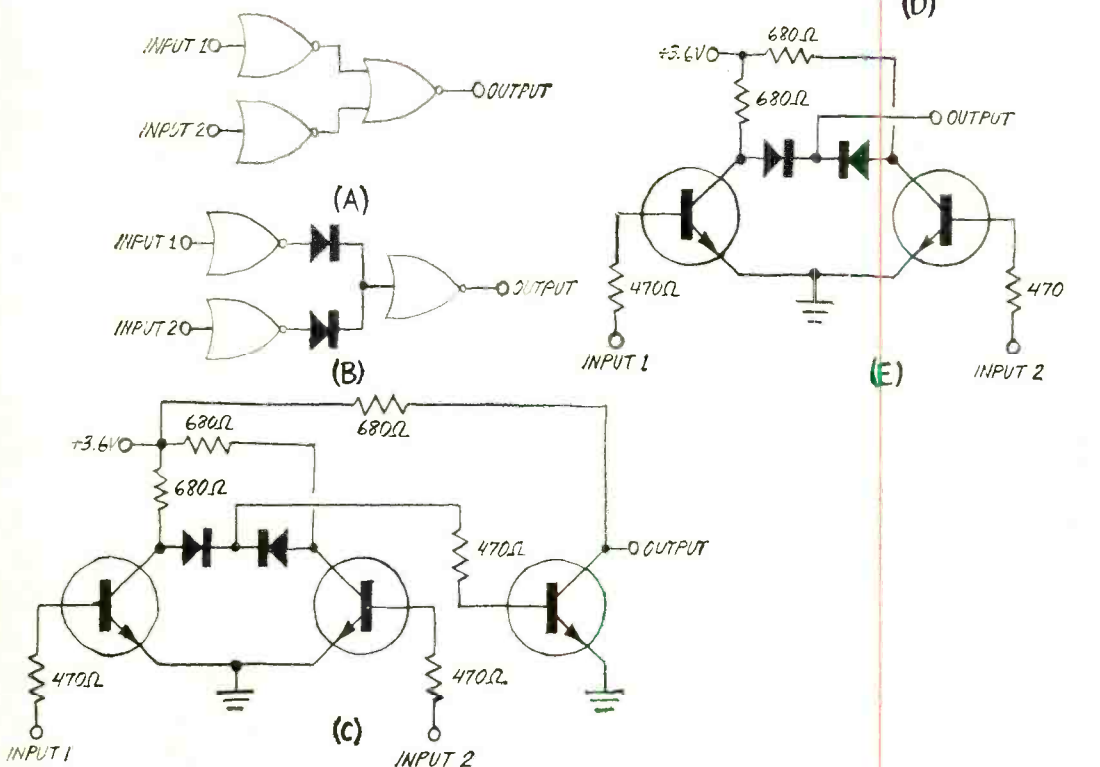 INPUT 1
INPUT 2
OUTPUT
(A)
INPUT 1
INPUT 2
OUTPUT
(B)
+3.6V
680Ω
680Ω
680Ω
470Ω
OUTPUT
470Ω
470Ω
INPUT 1
(C)
INPUT 2
(D)
+3.6V
680Ω
680Ω
OUTPUT
470Ω
470
INPUT 1
(E)
INPUT 2